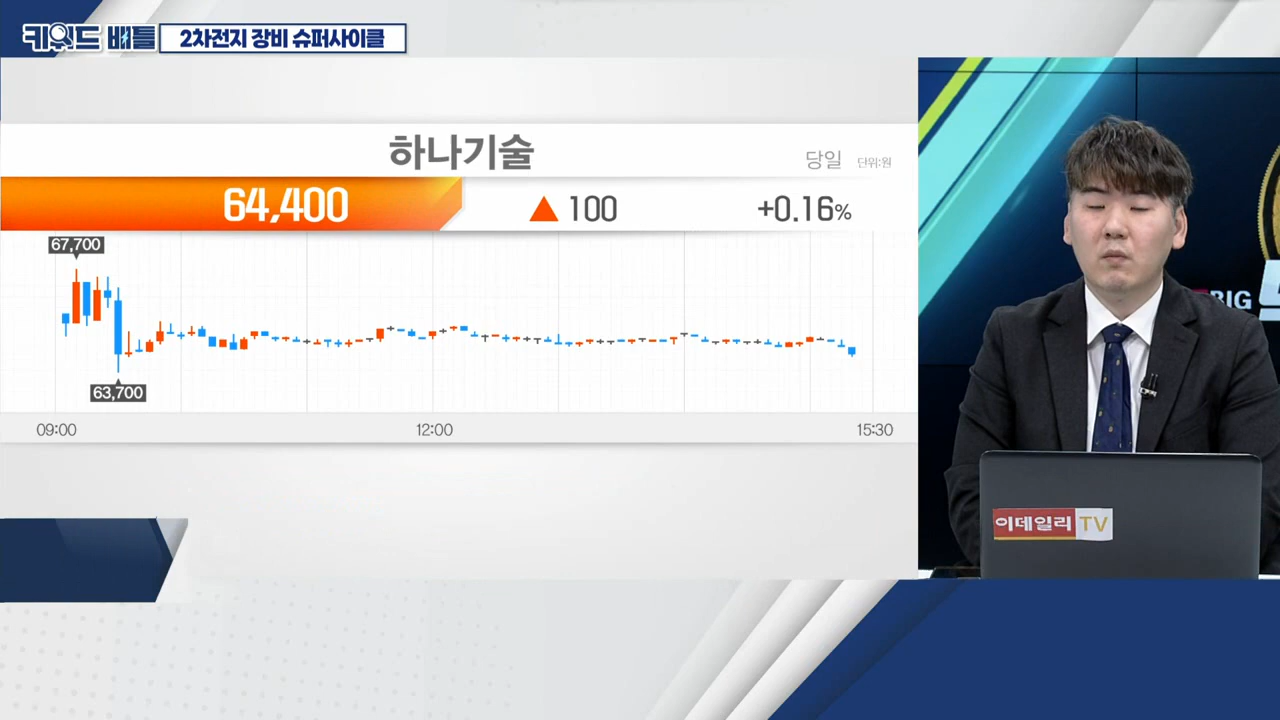 키워드 배틀
2차전지 장비 슈퍼사이클
하나기술
당일 단위:원
64,400 ▲ 100 +0.16%
67,700
63,700
09:00 12:00 15:30
BIG
이데일리 TV